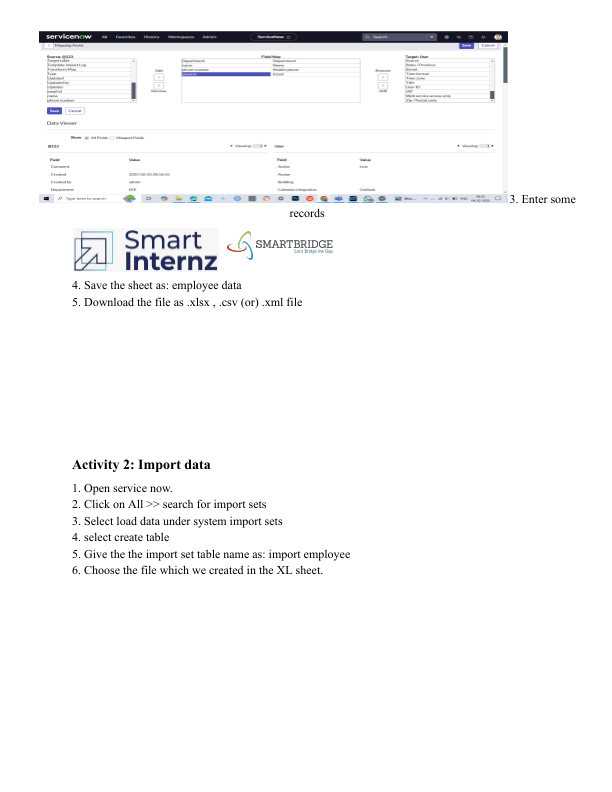 servicenow All Favorites History Workspaces Admin ServiceNow Search
Mapping Assist Save Cancel
Source @123 Field Map Target: User
Target table Department Department Source
Template Import Log name Name State / Province
Transform Map phone number Mobile phone Street
Type email id Email Time format
Updated Time zone
Updated by Title
Updates User ID
email id VIP
name Web service access only
phone number Zip / Postal code
Add Remove
Remove Add
Save Cancel
Data Viewer
Show All Fields Mapped Fields
@123 Viewing User Viewing
Field Value Field Value
Comment Active true
Created Avatar
Created by admin Building
Department Calendar integration Outlook
Type here to search
3. Enter some
records
Smart
Internz
SMARTBRIDGE
Let's Bridge the Gap
4. Save the sheet as: employee data
5. Download the file as .xlsx , .csv (or) .xml file
Activity 2: Import data
1. Open service now.
2. Click on All >> search for import sets
3. Select load data under system import sets
4. select create table
5. Give the the import set table name as: import employee
6. Choose the file which we created in the XL sheet.